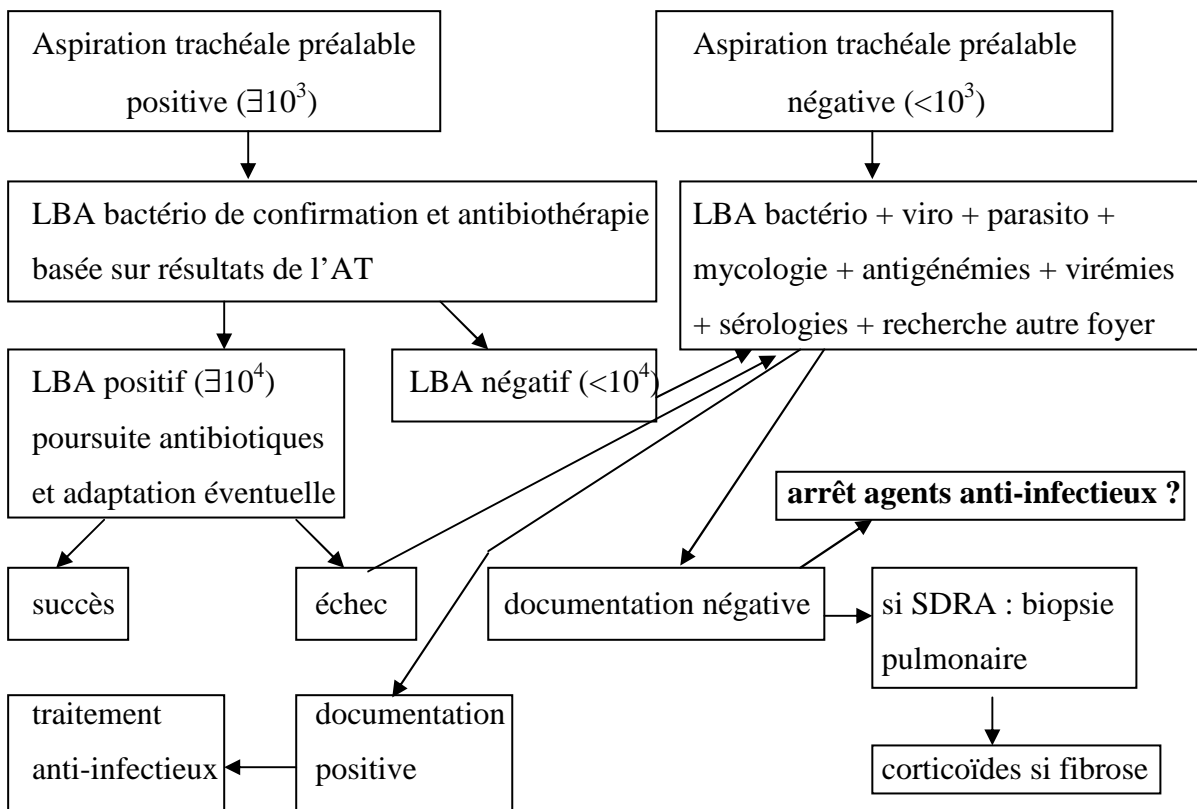 Aspiration trachéale préalable
positive (∃10³)
Aspiration trachéale préalable
négative (<10³)
LBA bactério de confirmation et antibiothérapie
basée sur résultats de l’AT
LBA bactério + viro + parasito +
mycologie + antigénémies + virémies
+ sérologies + recherche autre foyer
LBA positif (∃10⁴)
poursuite antibiotiques
et adaptation éventuelle
LBA négatif (<10⁴)
arrêt agents anti-infectieux ?
succès
échec
documentation négative
si SDRA : biopsie
pulmonaire
traitement
anti-infectieux
documentation
positive
corticoïdes si fibrose